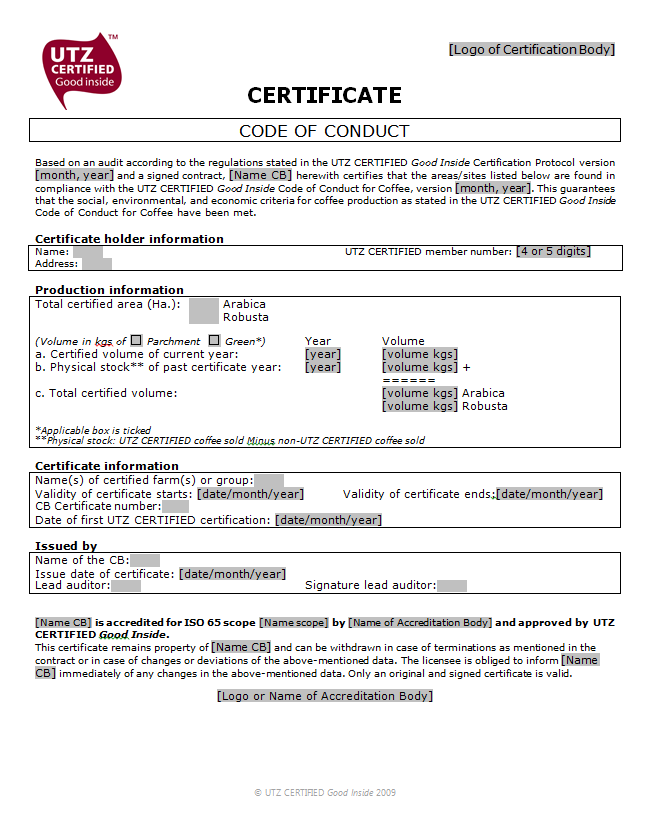 UTZ
CERTIFIED
Good inside
TM
[Logo of Certification Body]
CERTIFICATE
CODE OF CONDUCT
Based on an audit according to the regulations stated in the UTZ CERTIFIED Good Inside Certification Protocol version
[month, year] and a signed contract, [Name CB] herewith certifies that the areas/sites listed below are found in
compliance with the UTZ CERTIFIED Good Inside Code of Conduct for Coffee, version [month, year]. This guarantees
that the social, environmental, and economic criteria for coffee production as stated in the UTZ CERTIFIED Good Inside
Code of Conduct for Coffee have been met.
Certificate holder information
Name: UTZ CERTIFIED member number: [4 or 5 digits]
Address:
Production information
Total certified area (Ha.): Arabica
Robusta
(Volume in kgs of Parchment Green*) Year Volume
a. Certified volume of current year: [year] [volume kgs]
b. Physical stock** of past certificate year: [year] [volume kgs] +
======
c. Total certified volume: [volume kgs] Arabica
[volume kgs] Robusta
*Applicable box is ticked
**Physical stock: UTZ CERTIFIED coffee sold Minus non-UTZ CERTIFIED coffee sold
Certificate information
Name(s) of certified farm(s) or group:
Validity of certificate starts: [date/month/year] Validity of certificate ends:[date/month/year]
CB Certificate number:
Date of first UTZ CERTIFIED certification: [date/month/year]
Issued by
Name of the CB:
Issue date of certificate: [date/month/year]
Lead auditor: Signature lead auditor:
[Name CB] is accredited for ISO 65 scope [Name scope] by [Name of Accreditation Body] and approved by UTZ
CERTIFIED Good Inside.
This certificate remains property of [Name CB] and can be withdrawn in case of terminations as mentioned in the
contract or in case of changes or deviations of the above-mentioned data. The licensee is obliged to inform [Name
CB] immediately of any changes in the above-mentioned data. Only an original and signed certificate is valid.
[Logo or Name of Accreditation Body]
© UTZ CERTIFIED Good Inside 2009